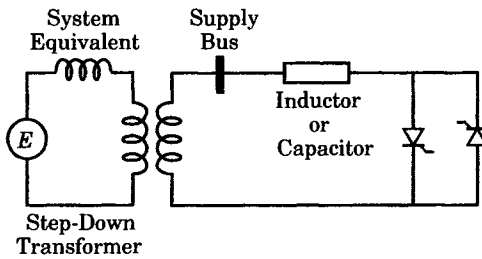 System
Equivalent
Supply
Bus
E
Inductor
or
Capacitor
Step-Down
Transformer